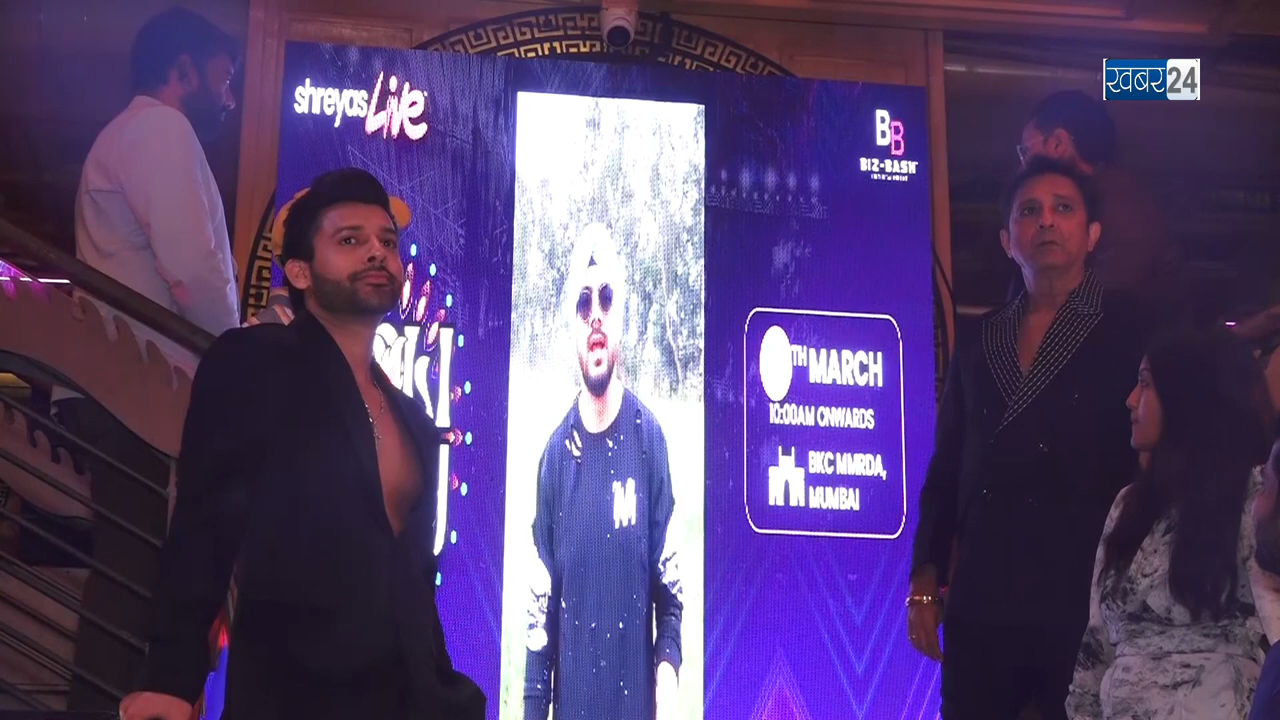 shreyas Live
BB
BIZ-BASH
खबर24
TH MARCH
10:00AM ONWARDS
BKC MMRDA,
MUMBAI
M